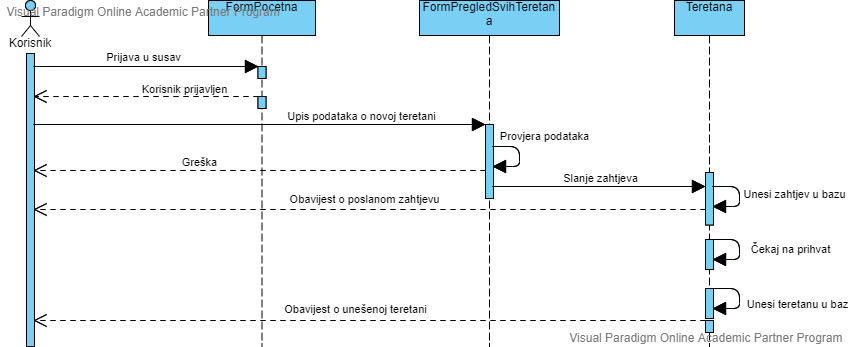 Visual Paradigm Online Academic Partner Program
FormPocetna
FormPregledSvihTeretan
a
Teretana
Korisnik
Prijava u susav
Korisnik prijavljen
Upis podataka o novoj teretani
Provjera podataka
Greška
Slanje zahtjeva
Unesi zahtjev u bazu
Obavijest o poslanom zahtjevu
Čekaj na prihvat
Unesi teretanu u baz
Obavijest o unešenoj teretani
Visual Paradigm Online Academic Partner Program